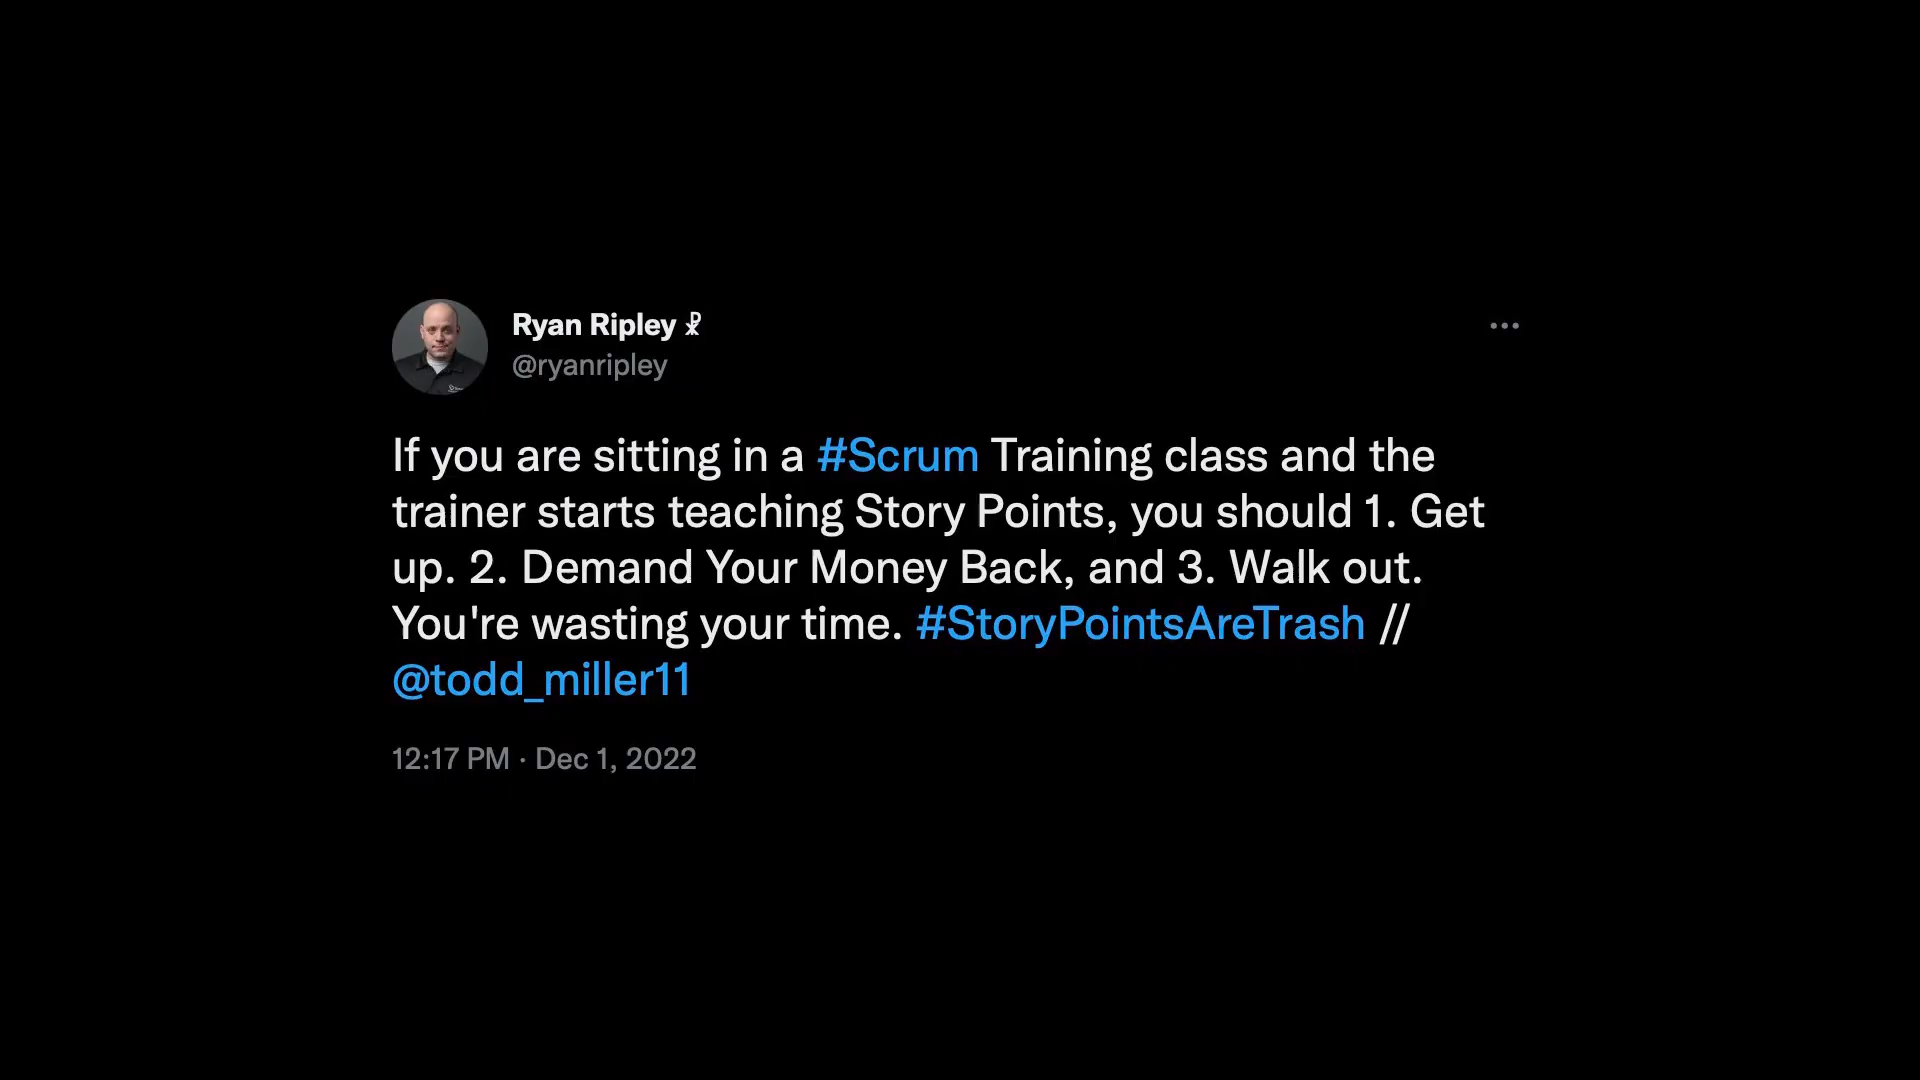 Ryan Ripley ☧
@ryanripley
If you are sitting in a #Scrum Training class and the
trainer starts teaching Story Points, you should 1. Get
up. 2. Demand Your Money Back, and 3. Walk out.
You're wasting your time. #StoryPointsAreTrash //
@todd_miller11
12:17 PM · Dec 1, 2022